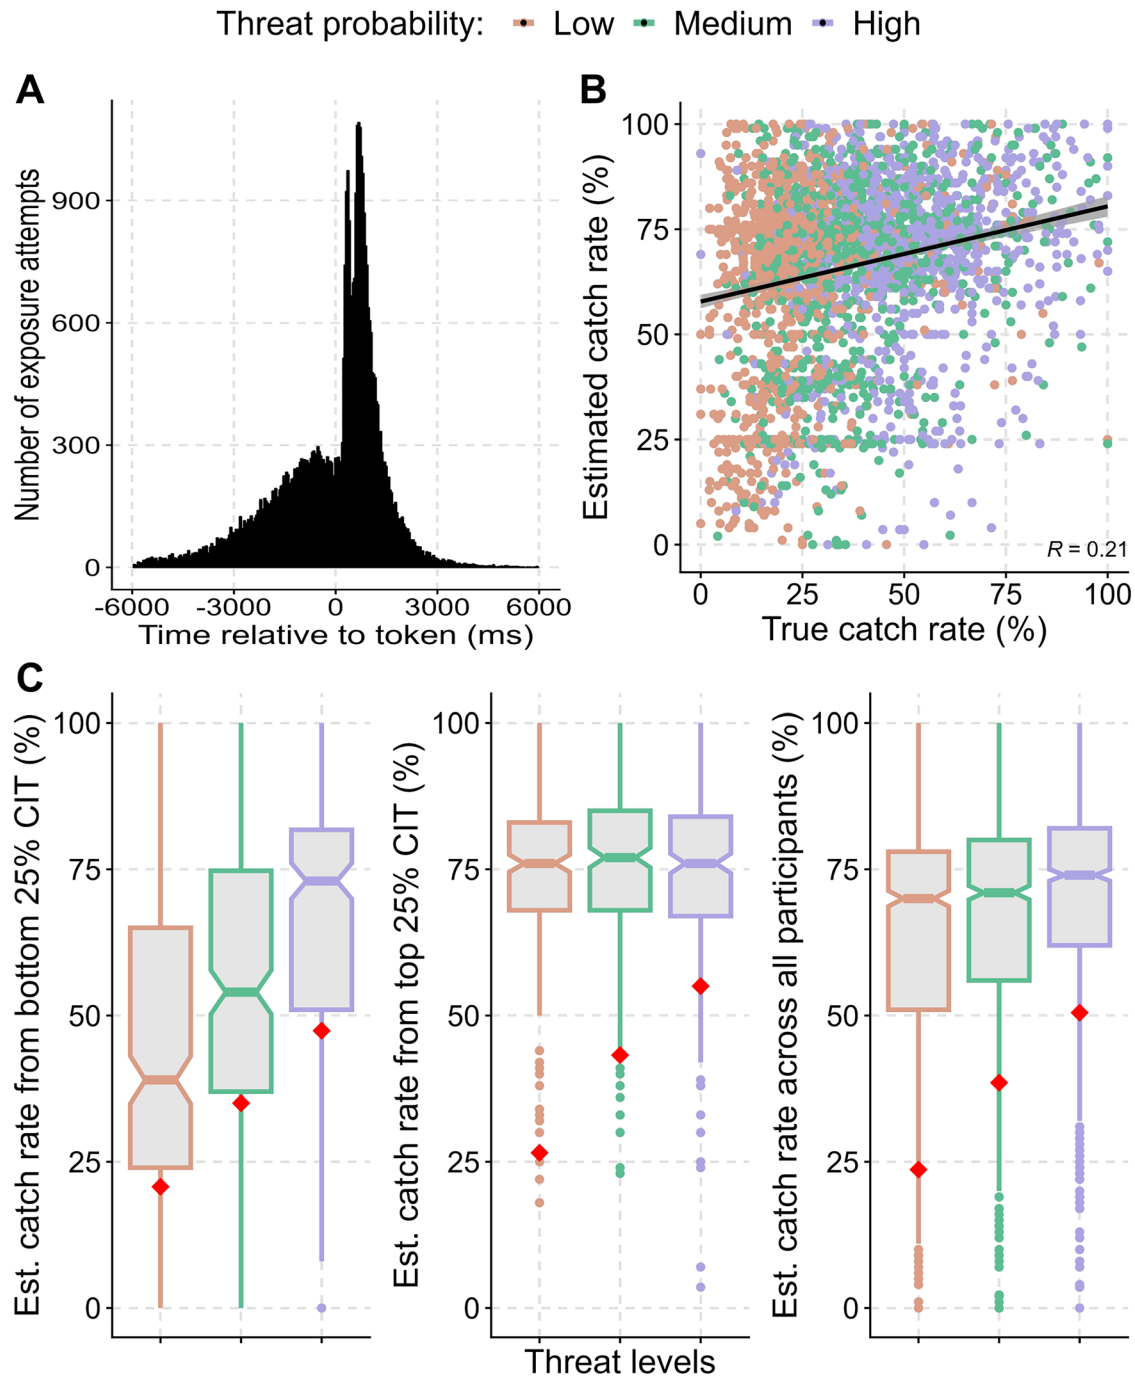 Threat probability: Low Medium High
A
B
Number of exposure attempts
900
600
300
0
-6000 -3000 0 3000 6000
Time relative to token (ms)
Estimated catch rate (%)
100
75
50
25
0
R = 0.21
0 25 50 75 100
True catch rate (%)
C
Est. catch rate from bottom 25% CIT (%)
100
75
50
25
0
Est. catch rate from top 25% CIT (%)
100
75
50
25
0
Est. catch rate across all participants (%)
100
75
50
25
0
Threat levels